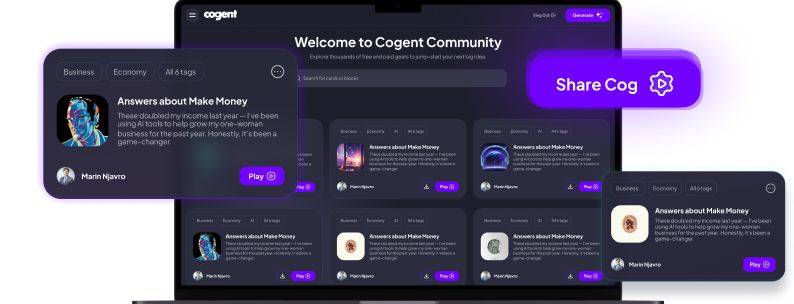 cogent
Step Out
Generate
Welcome to Cogent Community
Explore thousands of free and paid gears to jump-start your next big idea.
Search for cards or blocks
Business
Economy
All 6 tags
Answers about Make Money
These doubled my income last year — I've been
using AI tools to help grow my one-woman
business for the past year. Honestly, it's been a
game-changer.
Marin Njavro
Play
Share Cog
Business
Economy
AI
All 6 tags
Answers about Make Money
These doubled my income last year — I've been
using AI tools to help grow my one-woman
business for the past year. Honestly, it's been a
game-changer.
Marin Njavro
Play
Business
Economy
AI
All 6 tags
Answers about Make Money
These doubled my income last year — I've been
using AI tools to help grow my one-woman
business for the past year. Honestly, it's been a
game-changer.
Marin Njavro
Play
Business
Economy
AI
All 6 tags
Answers about Make Money
These doubled my income last year — I've been
using AI tools to help grow my one-woman
business for the past year. Honestly, it's been a
game-changer.
Marin Njavro
Play
Business
Economy
AI
All 6 tags
Answers about Make Money
These doubled my income last year — I've been
using AI tools to help grow my one-woman
business for the past year. Honestly, it's been a
game-changer.
Marin Njavro
Play
Business
Economy
AI
All 6 tags
Answers about Make Money
These doubled my income last year — I've been
using AI tools to help grow my one-woman
business for the past year. Honestly, it's been a
game-changer.
Marin Njavro
Play
Business
Economy
All 6 tags
Answers about Make Money
These doubled my income last year — I've been
using AI tools to help grow my one-woman
business for the past year. Honestly, it's been a
game-changer.
Marin Njavro
Play